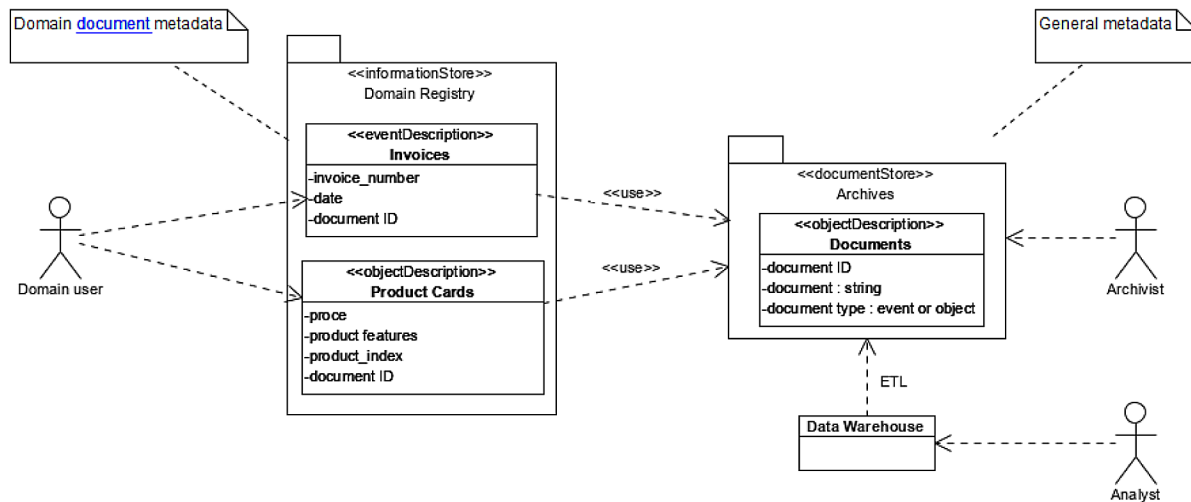 Domain document metadata
General metadata
<<informationStore>>
Domain Registry
<<eventDescription>>
Invoices
-invoice_number
-date
-document ID
<<objectDescription>>
Product Cards
-proce
-product features
-product_index
-document ID
<<use>>
<<use>>
<<documentStore>>
Archives
<<objectDescription>>
Documents
-document ID
-document : string
-document type : event or object
Domain user
Archivist
ETL
Data Warehouse
Analyst